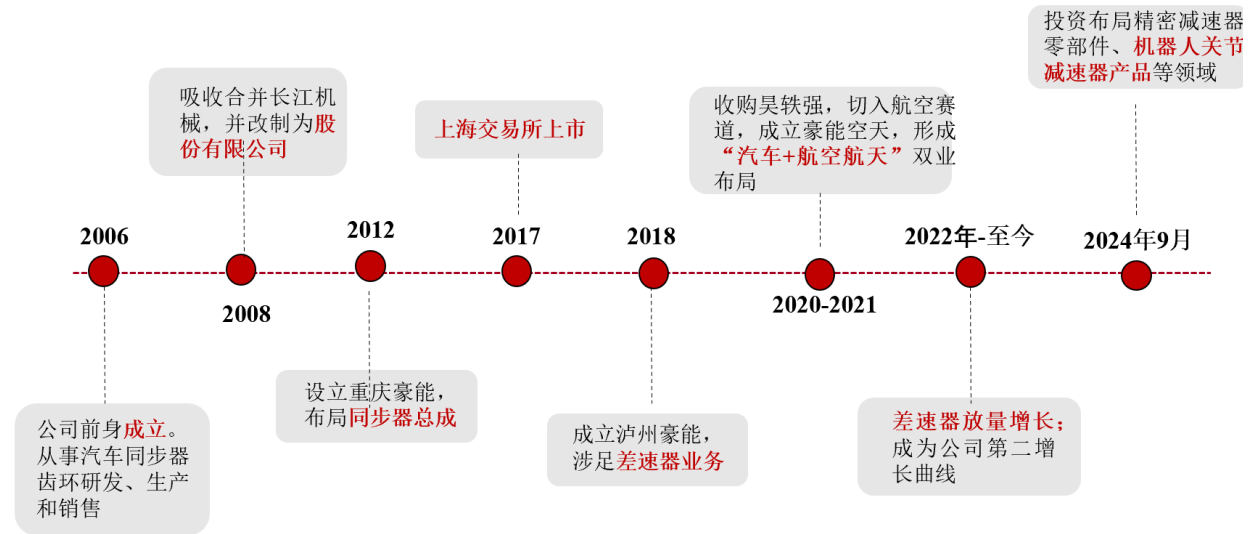 2006
公司前身成立。
从事汽车同步器
齿环研发、生产
和销售
吸收合并长江机
械，并改制为股
份有限公司
2008
2012
设立重庆豪能，
布局同步器总成
上海交易所上市
2017
2018
成立泸州豪能，
涉足差速器业务
收购昊轶强，切入航空赛
道，成立豪能空天，形成
“汽车+航空航天”双业
布局
2020-2021
2022年-至今
差速器放量增长；
成为公司第二增
长曲线
投资布局精密减速器
零部件、机器人关节
减速器产品等领域
2024年9月